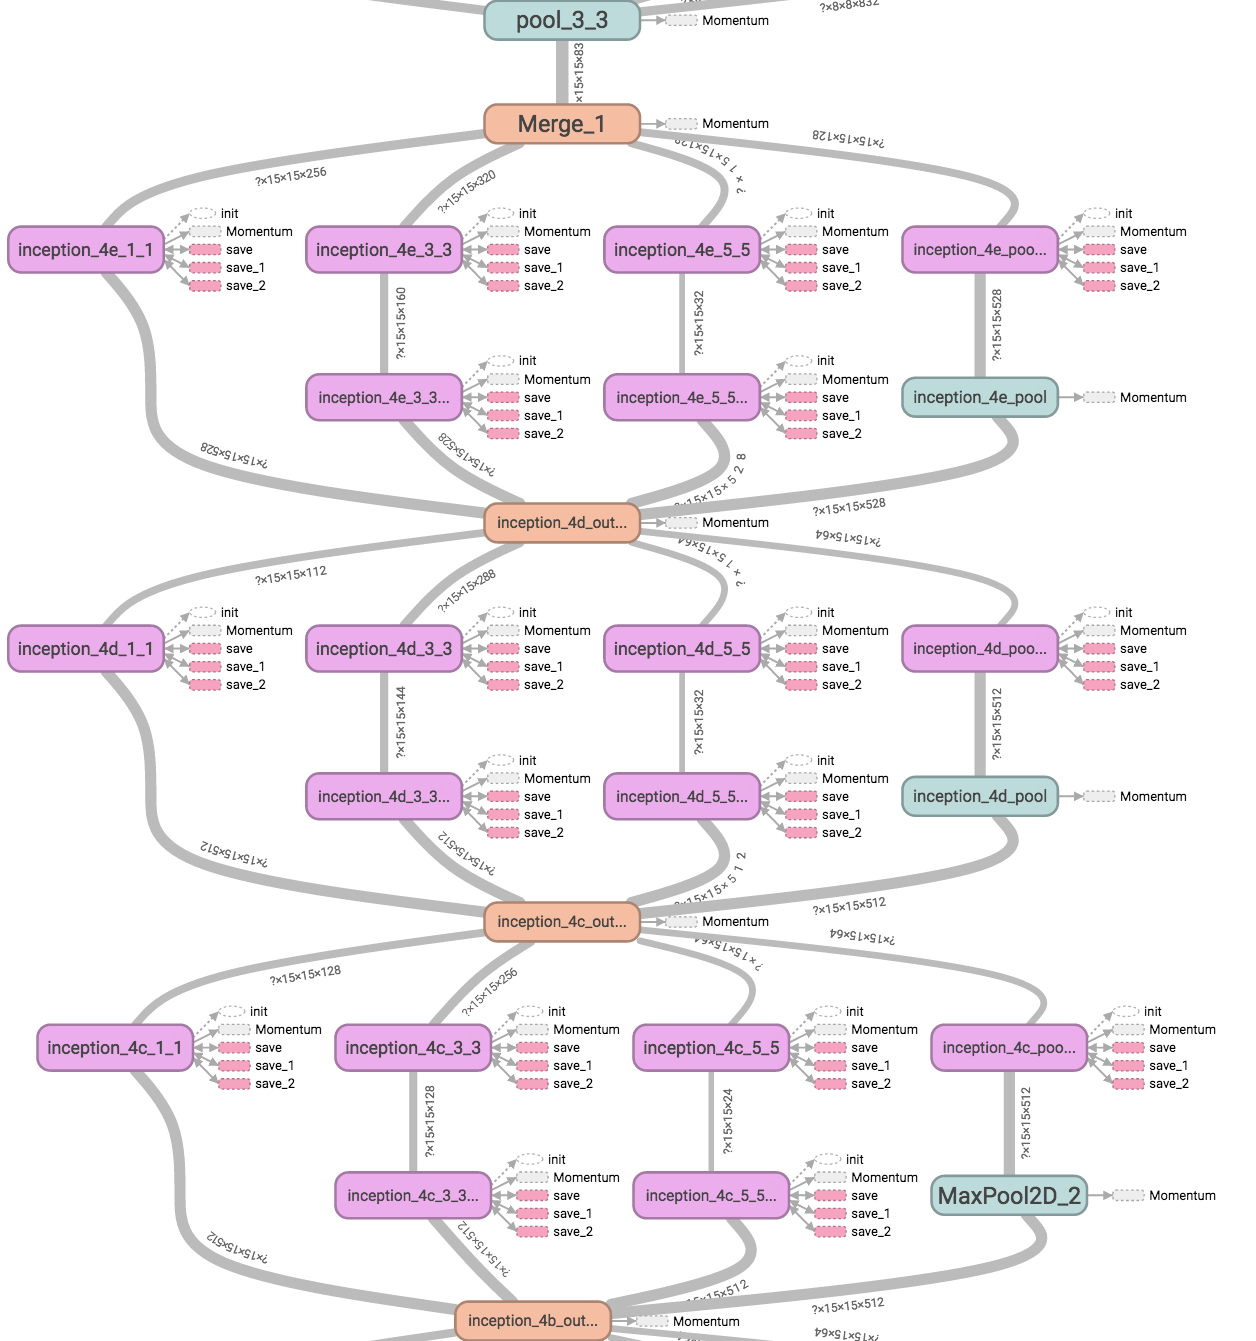 ?×8×8×832
pool_3_3
Momentum
×15×15×83
Merge_1
Momentum
?×15×15×256
?×15×15×320
?×15×15×128
?×15×15×128
inception_4e_1_1
init
Momentum
save
save_1
save_2
inception_4e_3_3
init
Momentum
save
save_1
save_2
inception_4e_5_5
init
Momentum
save
save_1
save_2
inception_4e_poo...
init
Momentum
save
save_1
save_2
?×15×15×160
?×15×15×32
?×15×15×528
inception_4e_3_3...
init
Momentum
save
save_1
save_2
inception_4e_5_5...
init
Momentum
save
save_1
save_2
inception_4e_pool
Momentum
?×15×15×528
?×15×15×528
?×15×15×528
?×15×15×528
inception_4d_out...
Momentum
?×15×15×112
?×15×15×288
?×15×15×64
?×15×15×64
inception_4d_1_1
init
Momentum
save
save_1
save_2
inception_4d_3_3
init
Momentum
save
save_1
save_2
inception_4d_5_5
init
Momentum
save
save_1
save_2
inception_4d_poo...
init
Momentum
save
save_1
save_2
?×15×15×144
?×15×15×32
?×15×15×512
inception_4d_3_3...
init
Momentum
save
save_1
save_2
inception_4d_5_5...
init
Momentum
save
save_1
save_2
inception_4d_pool
Momentum
?×15×15×512
?×15×15×512
?×15×15×512
?×15×15×512
inception_4c_out...
Momentum
?×15×15×128
?×15×15×256
?×15×15×64
?×15×15×64
inception_4c_1_1
init
Momentum
save
save_1
save_2
inception_4c_3_3
init
Momentum
save
save_1
save_2
inception_4c_5_5
init
Momentum
save
save_1
save_2
inception_4c_poo...
init
Momentum
save
save_1
save_2
?×15×15×128
?×15×15×24
?×15×15×512
inception_4c_3_3...
init
Momentum
save
save_1
save_2
inception_4c_5_5...
init
Momentum
save
save_1
save_2
MaxPool2D_2
Momentum
?×15×15×512
?×15×15×512
×15×15×512
?×15×15×512
inception_4b_out...
Momentum
?×15×15×64